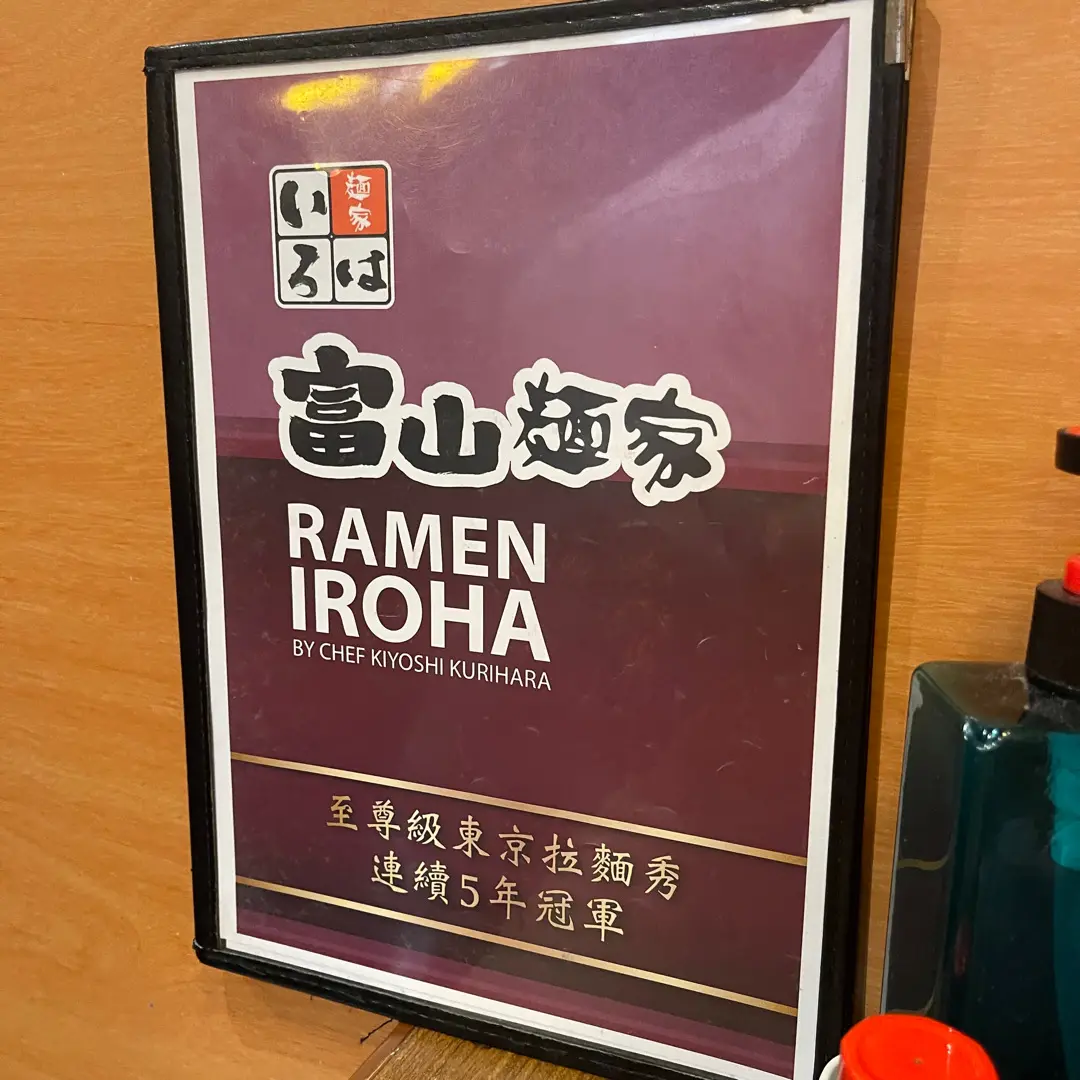 い 麺家
ろ は
富山麺家
RAMEN
IROHA
BY CHEF KIYOSHI KURIHARA
至尊級東京拉麵秀
連續5年冠軍